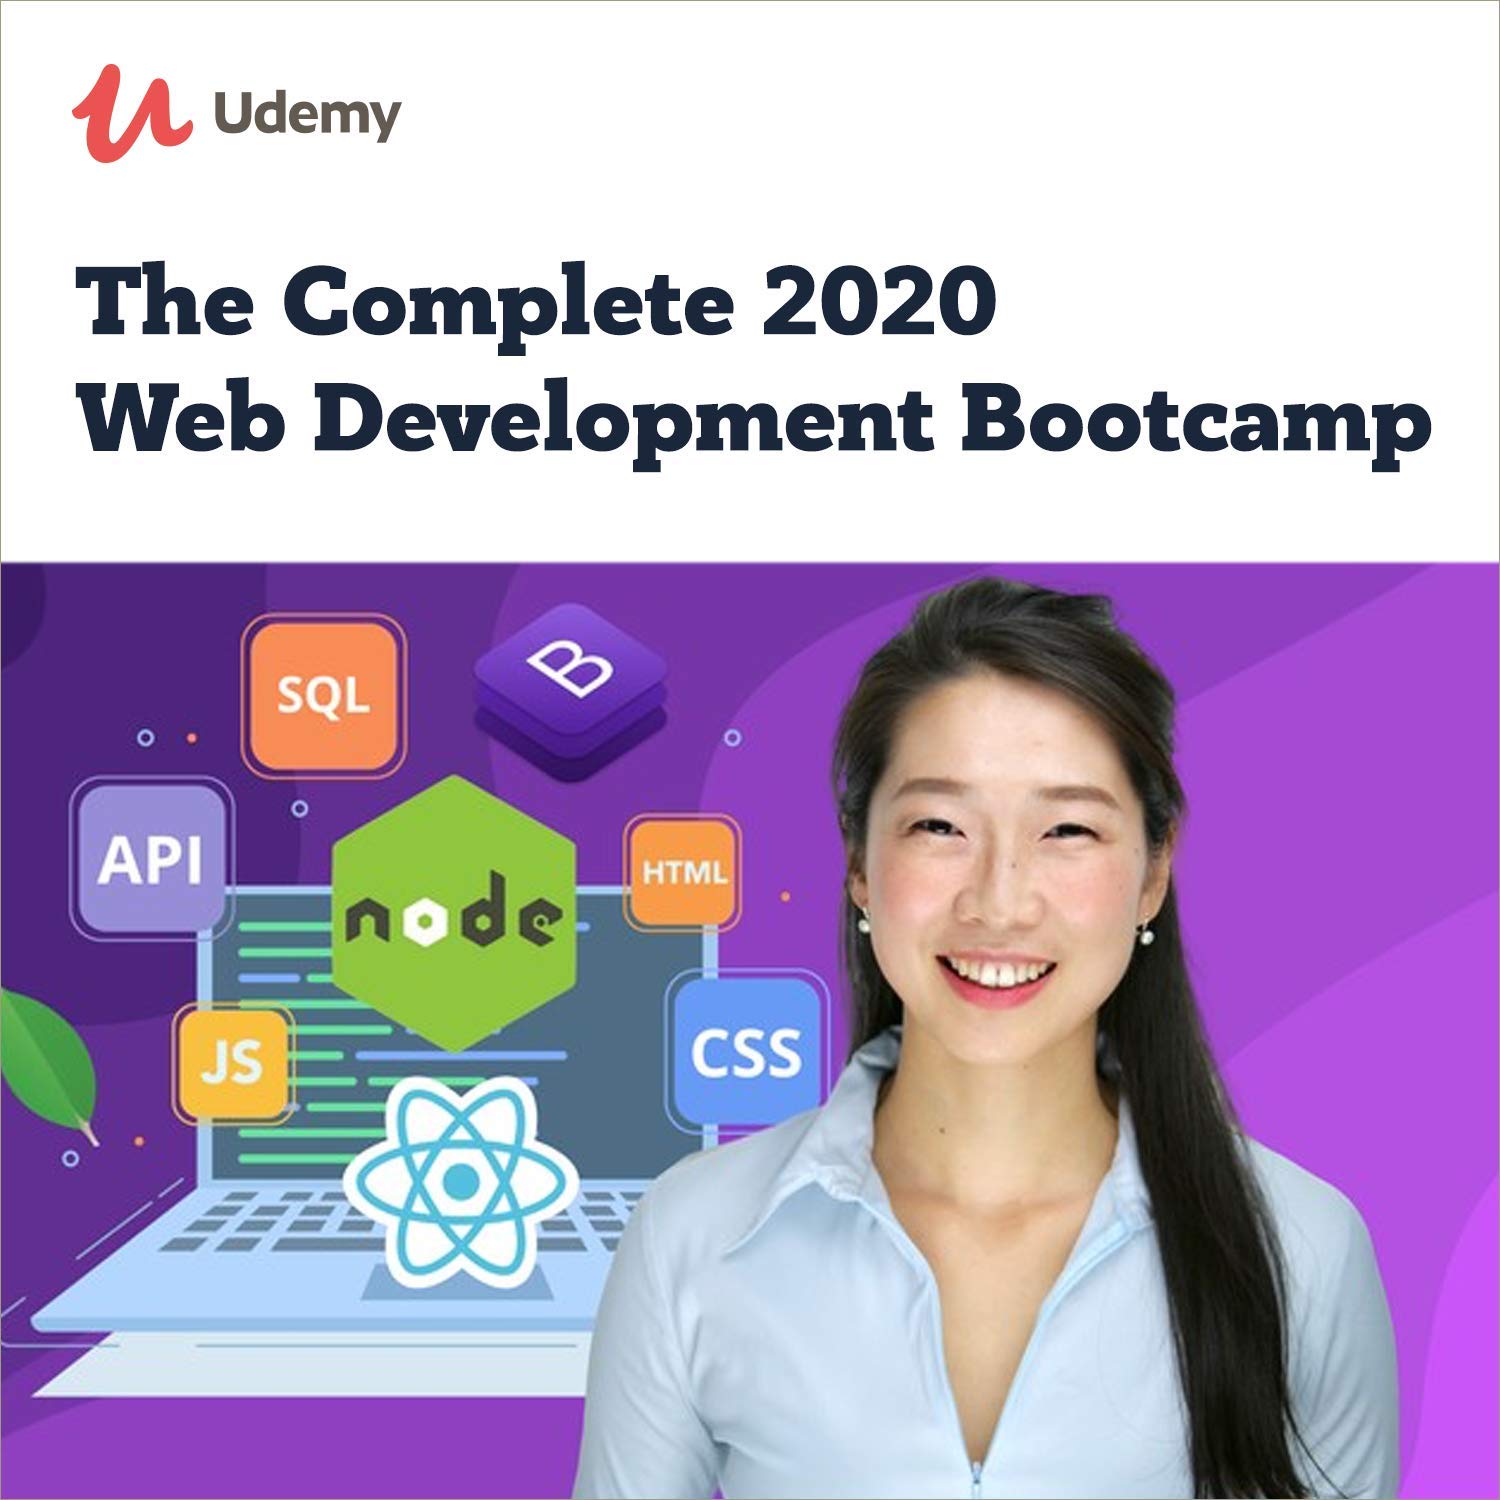 Udemy
The Complete 2020
Web Development Bootcamp
SQL
B
API
node
HTML
JS
CSS